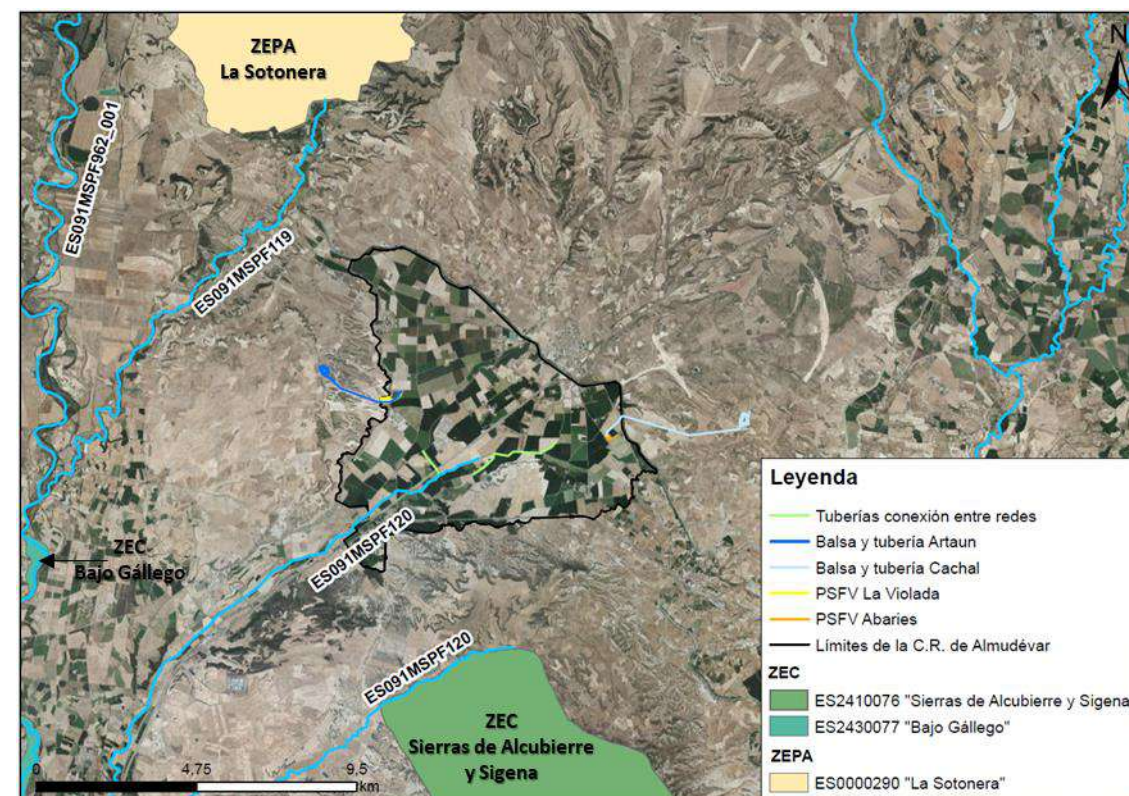 ZEPA
La Sotonera
N
ES091MSPF962_001
ES091MSPF119
ZEC
Bajo Gállego
ES091MSPF120
ES091MSPF120
ZEC
Sierras de Alcubierre
y Sigena
0
4,75
9,5
km
Leyenda
Tuberías conexión entre redes
Balsa y tubería Artaun
Balsa y tubería Cachal
PSFV La Violada
PSFV Abaries
Límites de la C.R. de Almudévar
ZEC
ES2410076 "Sierras de Alcubierre y Sigena
ES2430077 "Bajo Gállego"
ZEPA
ES0000290 "La Sotonera"